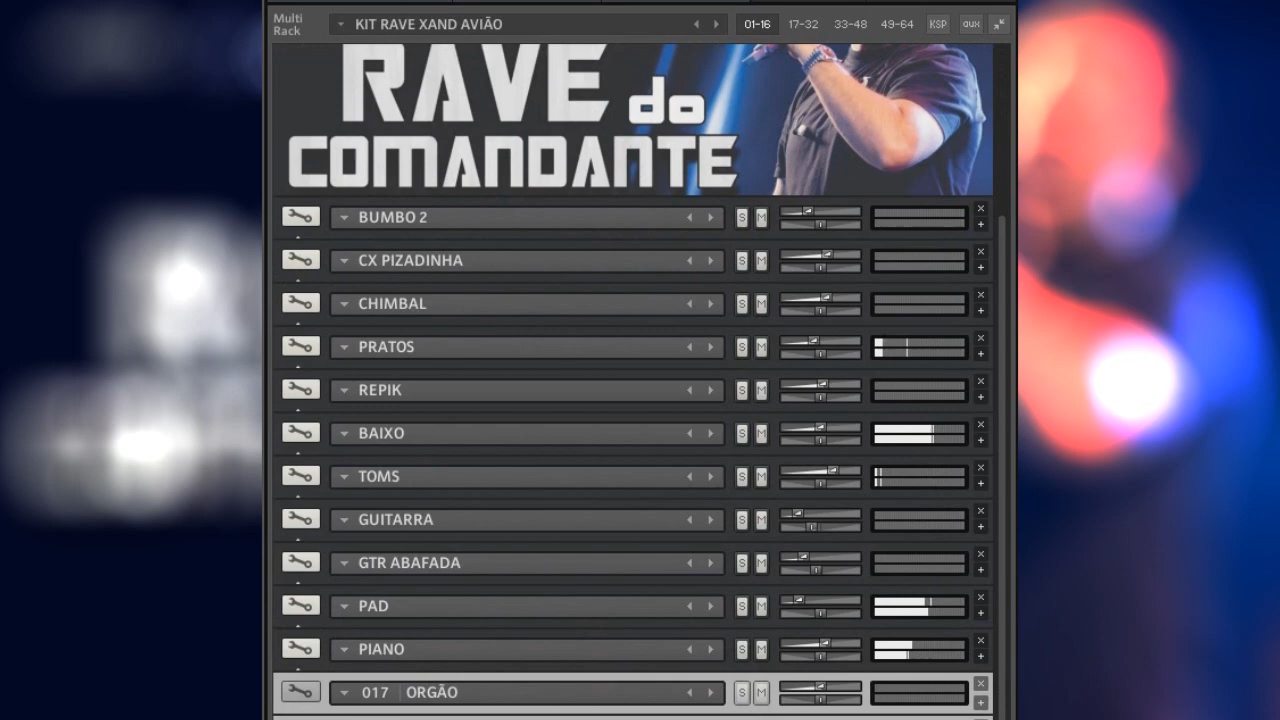 Multi
Rack
KIT RAVE XAND AVIÃO
01-16 17-32 33-48 49-64 KSP aux
RAVE do
COMANDANTE
BUMBO 2 S M
CX PIZADINHA S M
CHIMBAL S M
PRATOS S M
REPIK S M
BAIXO S M
TOMS S M
GUITARRA S M
GTR ABAFADA S M
PAD S M
PIANO S M
017 ORGÃO S M